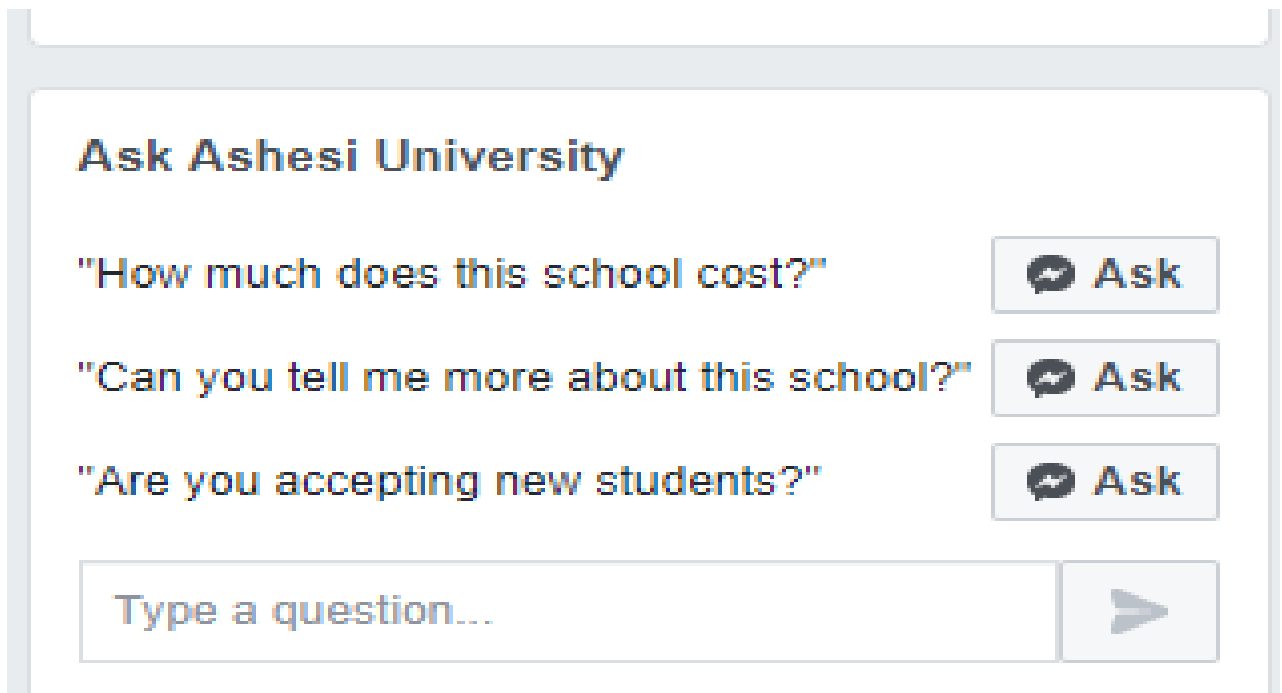 Ask Ashesi University
"How much does this school cost?" Ask
"Can you tell me more about this school?" Ask
"Are you accepting new students?" Ask
Type a question...